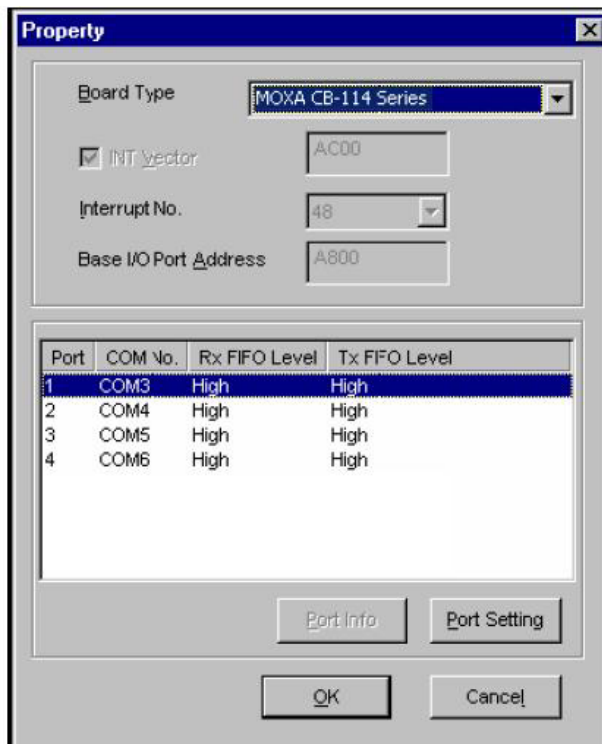 Property
Board Type MOXA CB-114 Series
INT Vector AC00
Interrupt No. 48
Base I/O Port Address A800
Port COM No. Rx FIFO Level Tx FIFO Level
1 COM3 High High
2 COM4 High High
3 COM5 High High
4 COM6 High High
Port Info Port Setting
OK Cancel